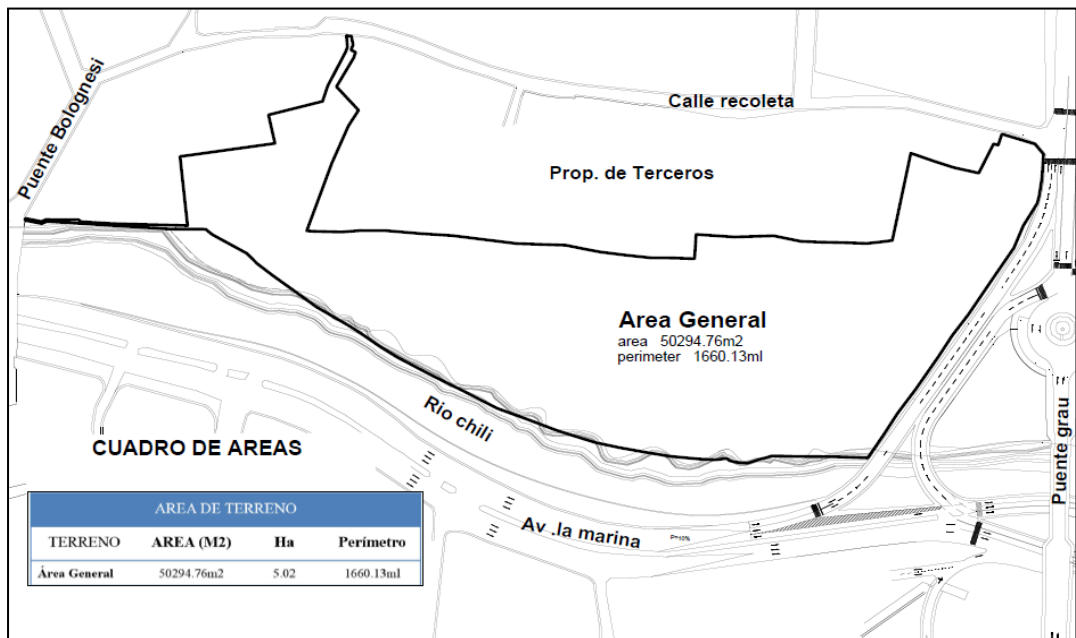 Puente Bolognesi
Calle recoleta
Prop. de Terceros
Area General
area 50294.76m2
perimeter 1660.13ml
Rio chili
Puente grau
CUADRO DE AREAS
Av .la marina
P=10%
AREA DE TERRENO
TERRENO AREA (M2) Ha Perímetro
Área General 50294.76m2 5.02 1660.13ml